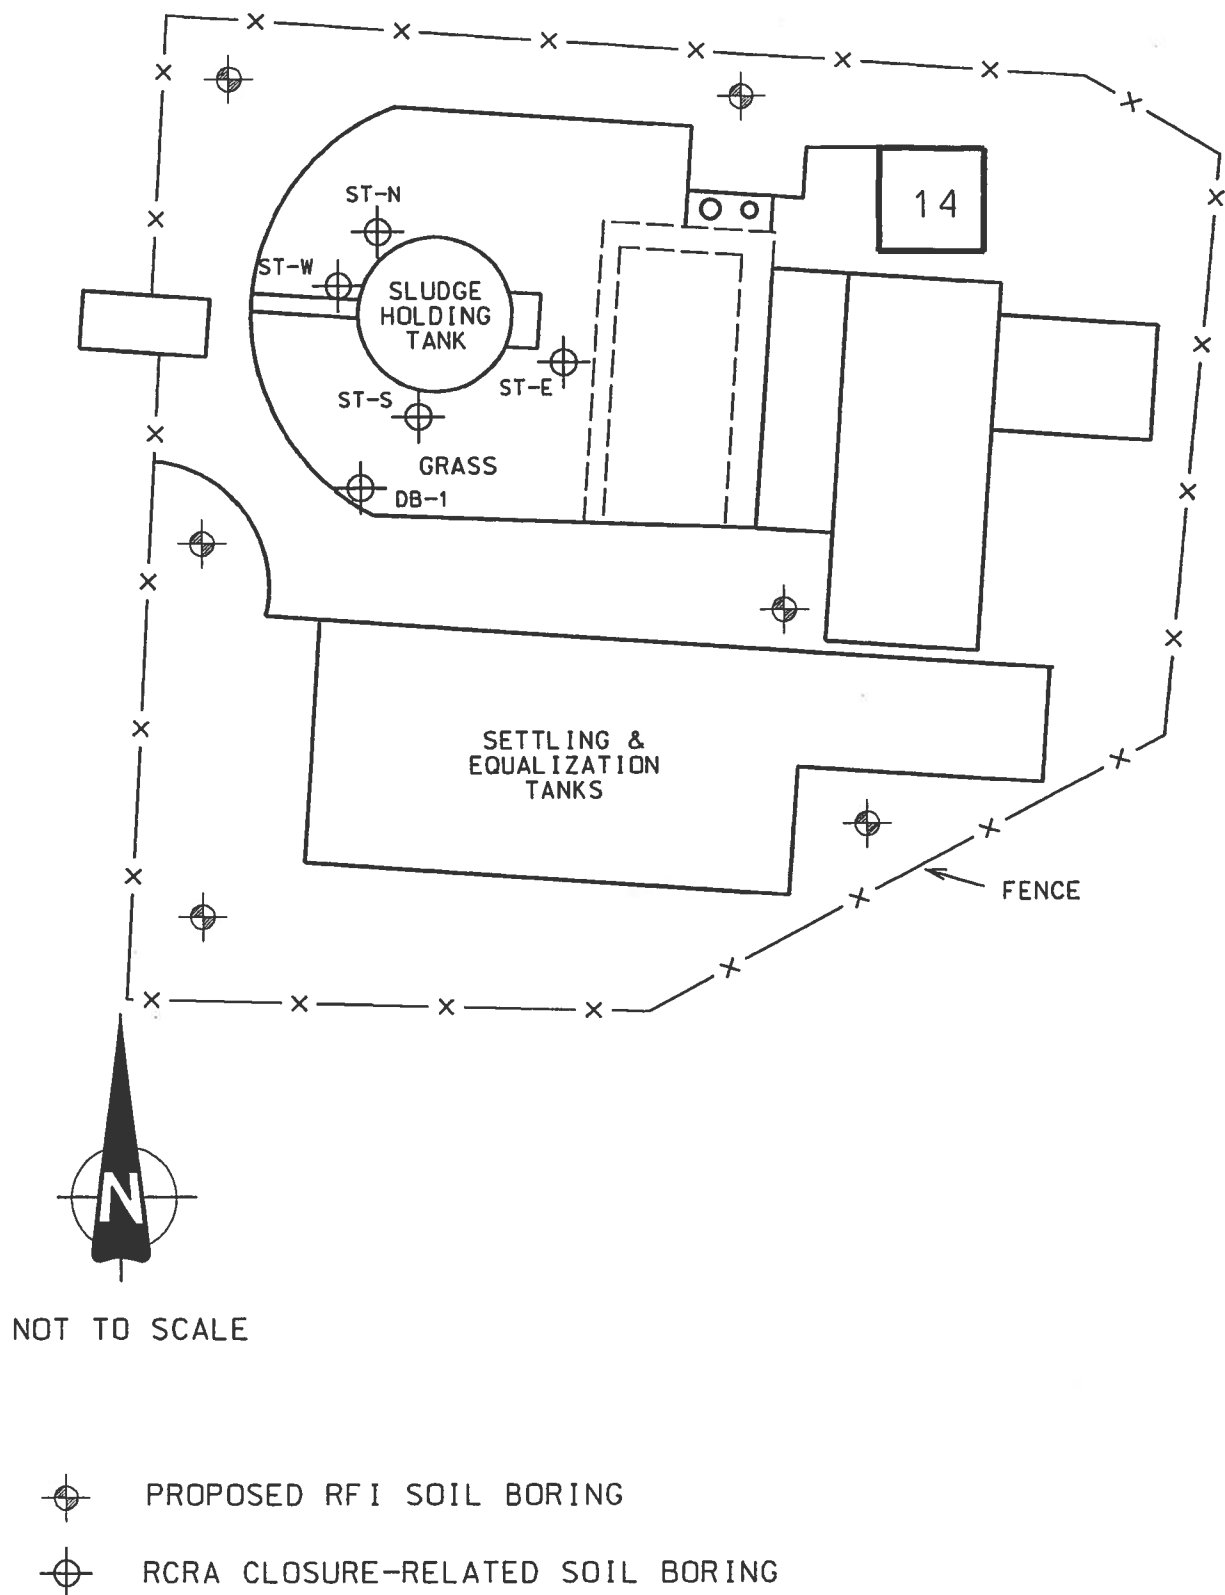 14
ST-N
ST-W
SLUDGE
HOLDING
TANK
ST-E
ST-S
GRASS
DB-1
SETTLING &
EQUALIZATION
TANKS
FENCE
N
NOT TO SCALE
PROPOSED RFI SOIL BORING
RCRA CLOSURE-RELATED SOIL BORING